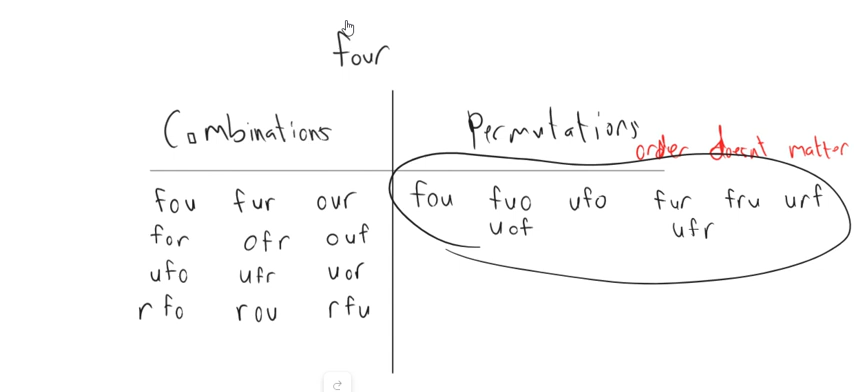 four
Combinations
Permutations
order doesnt matter
fou fur our
for ofr ouf
ufo ufr uor
rfo rou rfu
fou fuo ufo fur fru urf
uof ufr